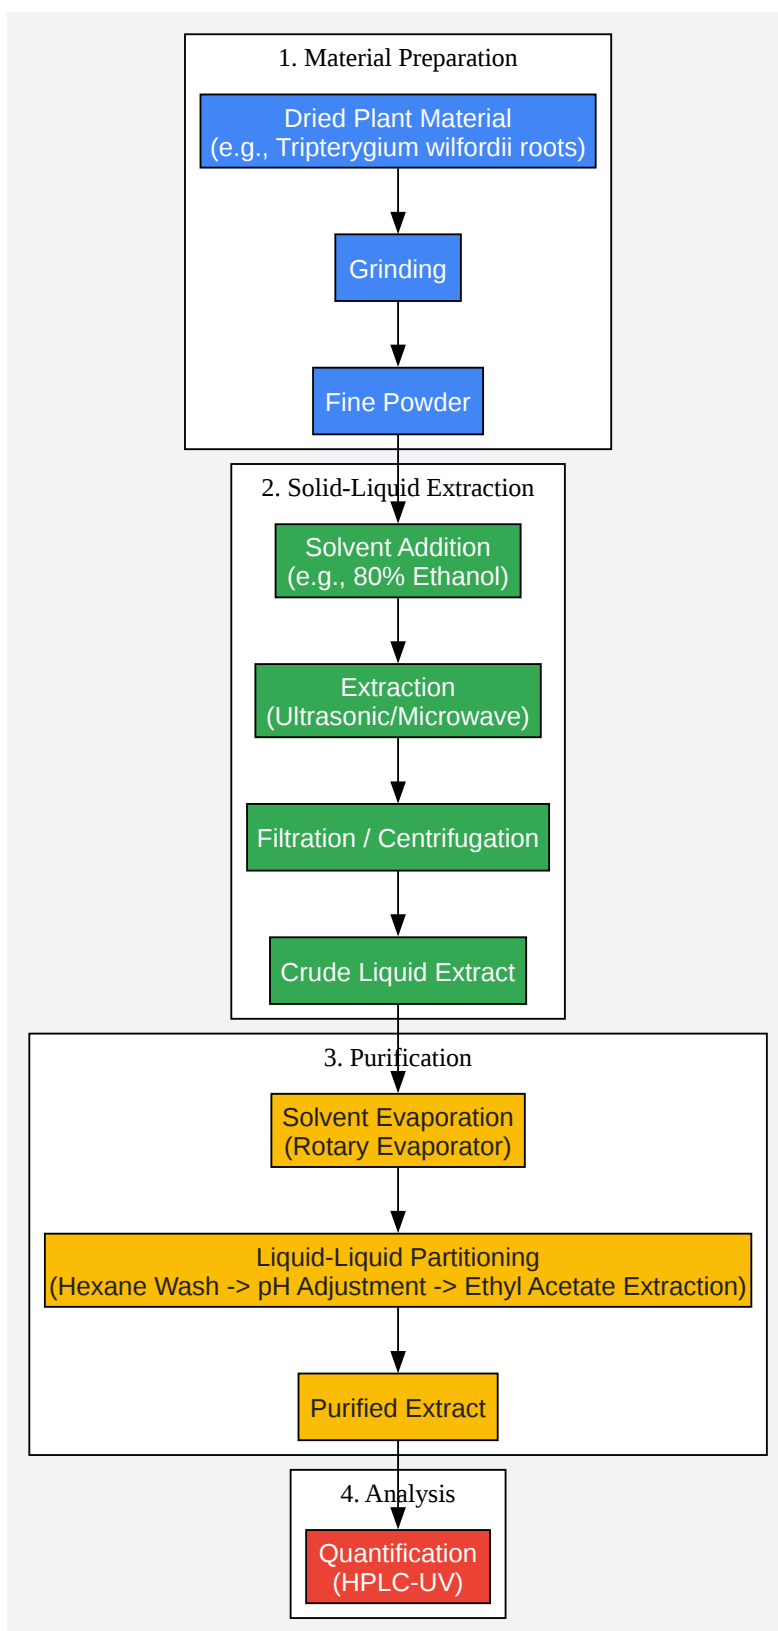 1. Material Preparation
Dried Plant Material
(e.g., Tripterygium wilfordii roots)
Grinding
Fine Powder
2. Solid-Liquid Extraction
Solvent Addition
(e.g., 80% Ethanol)
Extraction
(Ultrasonic/Microwave)
Filtration / Centrifugation
Crude Liquid Extract
3. Purification
Solvent Evaporation
(Rotary Evaporator)
Liquid-Liquid Partitioning
(Hexane Wash -> pH Adjustment -> Ethyl Acetate Extraction)
Purified Extract
4. Analysis
Quantification
(HPLC-UV)